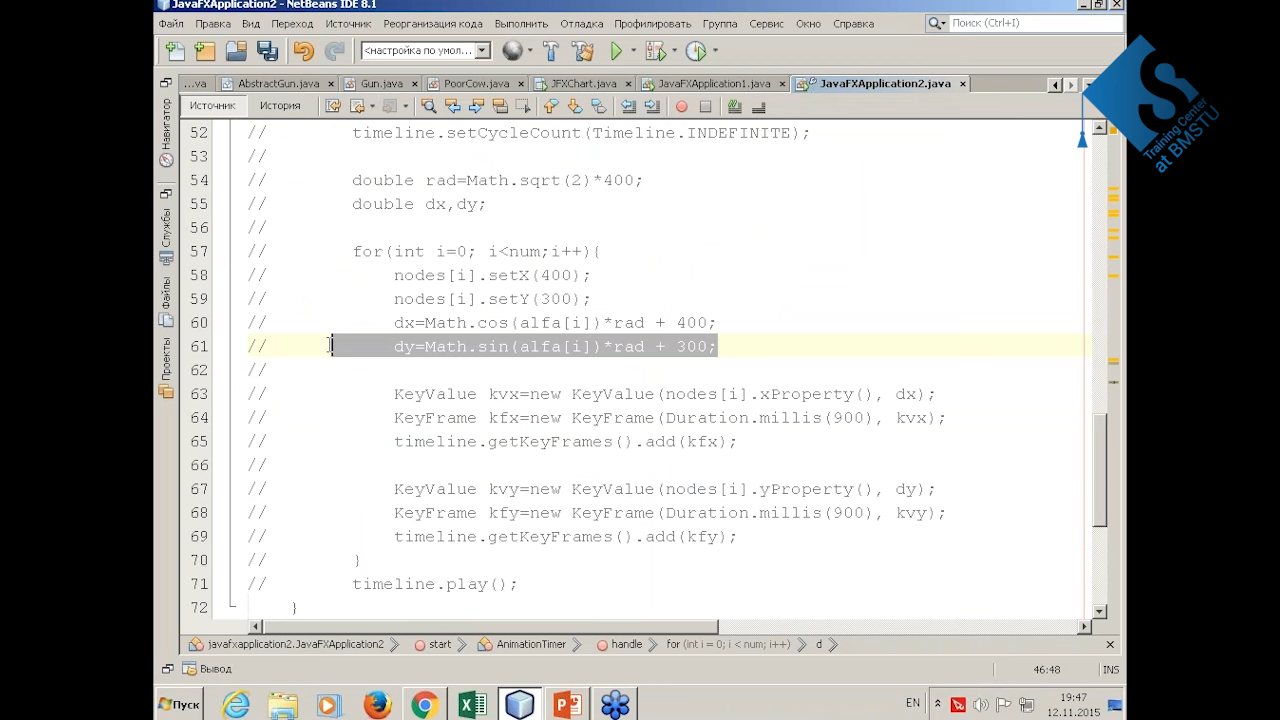 JavaFXApplication2 - NetBeans IDE 8.1
Файл Правка Вид Переход Источник Реорганизация кода Выполнить Отладка Профилировать Группа Сервис Окно Справка
Поиск (Ctrl+I)
<настройка по умол...
...va AbstractGun.java Gun.java PoorCow.java JFXChart.java JavaFXApplication1.java JavaFXApplication2.java
Источник История
Навигатор
Службы
Файлы
Проекты
52 // timeline.setCycleCount(Timeline.INDEFINITE);
53 //
54 // double rad=Math.sqrt(2)*400;
55 // double dx,dy;
56 //
57 // for(int i=0; i<num;i++){
58 // nodes[i].setX(400);
59 // nodes[i].setY(300);
60 // dx=Math.cos(alfa[i])*rad + 400;
61 // dy=Math.sin(alfa[i])*rad + 300;
62 //
63 // KeyValue kvx=new KeyValue(nodes[i].xProperty(), dx);
64 // KeyFrame kfx=new KeyFrame(Duration.millis(900), kvx);
65 // timeline.getKeyFrames().add(kfx);
66 //
67 // KeyValue kvy=new KeyValue(nodes[i].yProperty(), dy);
68 // KeyFrame kfy=new KeyFrame(Duration.millis(900), kvy);
69 // timeline.getKeyFrames().add(kfy);
70 // }
71 // timeline.play();
72 }
javafxapplication2.JavaFXApplication2 start AnimationTimer handle for (int i = 0; i < num; i++) d
Вывод
46:48 INS
Пуск
EN
19:47
12.11.2015
Training Center
at BMSTU